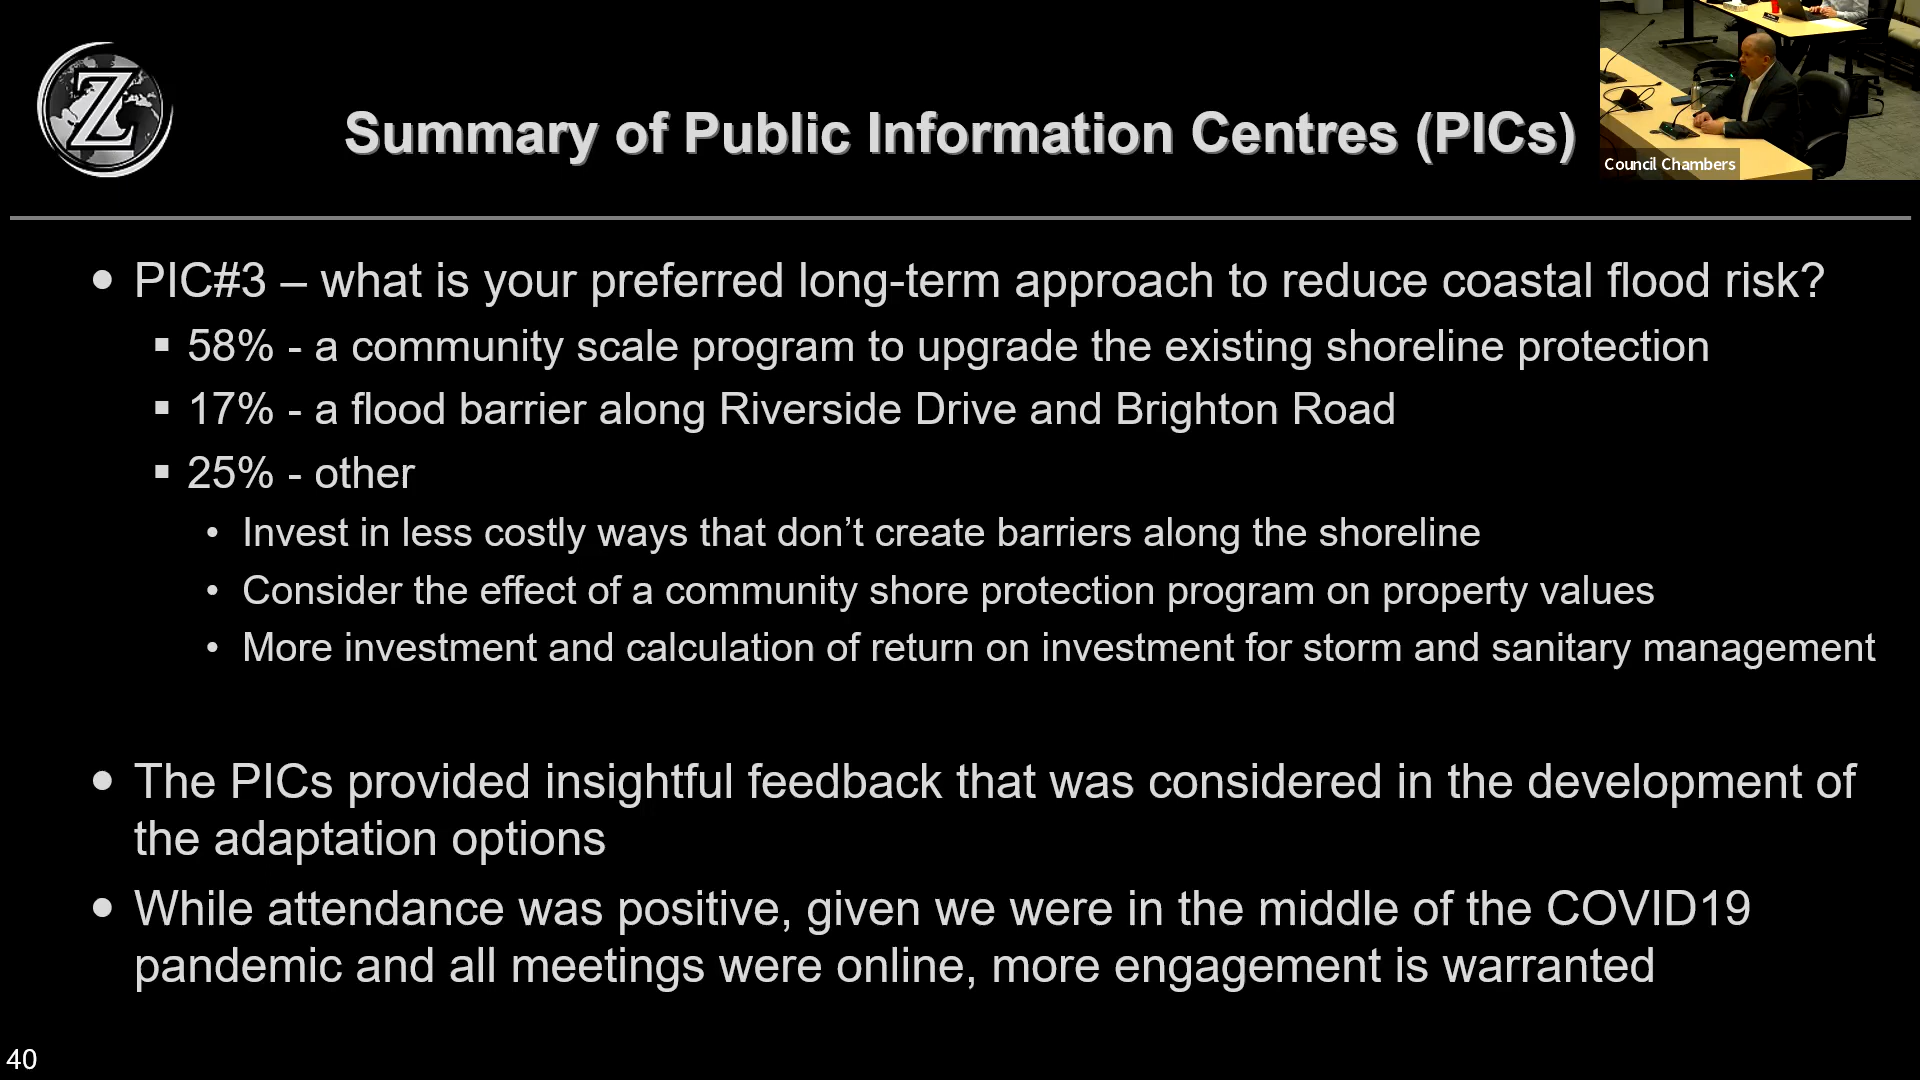 Z
Summary of Public Information Centres (PICs)
Council Chambers
● PIC#3 – what is your preferred long-term approach to reduce coastal flood risk?
▪ 58% - a community scale program to upgrade the existing shoreline protection
▪ 17% - a flood barrier along Riverside Drive and Brighton Road
▪ 25% - other
• Invest in less costly ways that don’t create barriers along the shoreline
• Consider the effect of a community shore protection program on property values
• More investment and calculation of return on investment for storm and sanitary management
● The PICs provided insightful feedback that was considered in the development of
the adaptation options
● While attendance was positive, given we were in the middle of the COVID19
pandemic and all meetings were online, more engagement is warranted
40